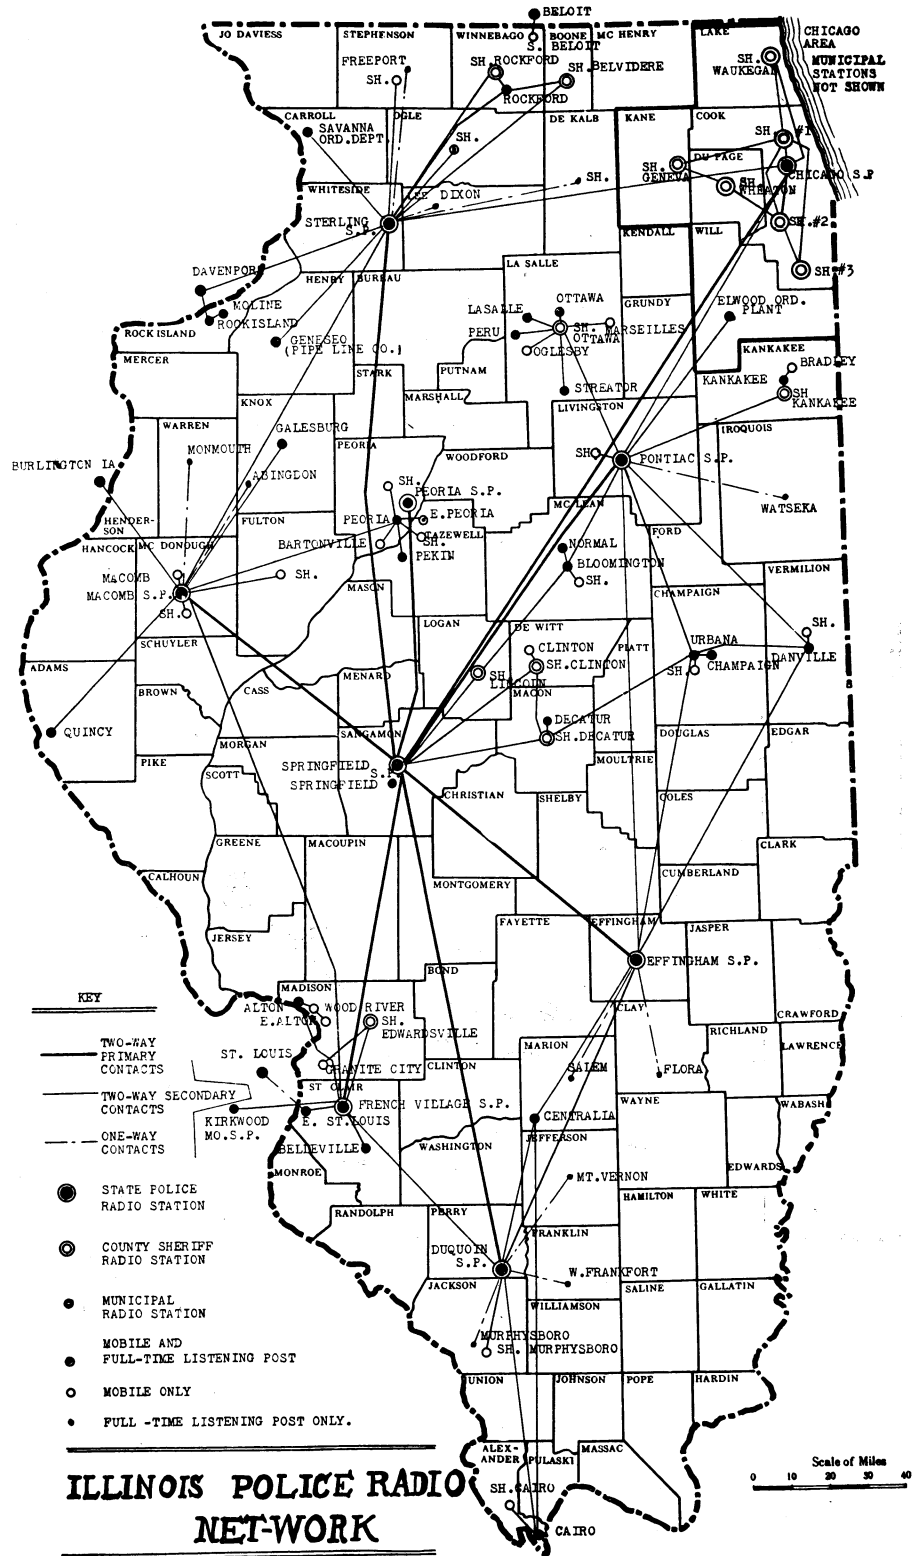 BELOIT
JO DAVIESS
STEPHENSON
WINNEBAGO
BOONE
MC HENRY
LAKE
CHICAGO
AREA
MUNICIPAL
STATIONS
NOT SHOWN
S. BELOIT
FREEPORT
SH.
SH.
ROCKFORD
SH.
BELVIDERE
ROCKFORD
SH.
WAUKEGAN
CARROLL
OGLE
DE KALB
KANE
COOK
SAVANNA
ORD.DEPT.
SH.
SH. #1
DU PAGE
SH.
GENEVA
SH.
WHEATON
CHICAGO S.P.
WHITESIDE
LEE
DIXON
SH.
STERLING
S.P.
SH.#2
KENDALL
WILL
SH.#3
LA SALLE
DAVENPORT
HENRY
BUREAU
MOLINE
ROCKISLAND
ROCK ISLAND
LASALLE
OTTAWA
GRUNDY
ELWOOD ORD.
PLANT
PERU
SH.
OTTAWA
MARSEILLES
GENESEO
(PIPE LINE CO.)
OGLESBY
MERCER
STARK
PUTNAM
KANKAKEE
BRADLEY
KANKAKEE
SH
KANKAKEE
STREATOR
KNOX
MARSHALL
LIVINGSTON
WARREN
GALESBURG
PEORIA
IROQUOIS
MONMOUTH
WOODFORD
SH.
PONTIAC S.P.
BURLINGTON IA.
ABINGDON
SH.
PEORIA S.P.
WATSEKA
HENDER-
SON
FULTON
PEORIA
E.PEORIA
MC LEAN
FORD
HANCOCK
MC DONOUGH
BARTONVILLE
TAZEWELL
SH.
PEKIN
NORMAL
BLOOMINGTON
SH.
VERMILION
MACOMB
MACOMB S.P.
SH.
SH.
MASON
CHAMPAIGN
LOGAN
DE WITT
SH.
SCHUYLER
CLINTON
PIATT
URBANA
DANVILLE
ADAMS
SH.CLINTON
SH.
CHAMPAIGN
BROWN
CASS
MENARD
SH.
LINCOLN
MACON
QUINCY
SANGAMON
DECATUR
SH.DECATUR
DOUGLAS
EDGAR
PIKE
MORGAN
SCOTT
SPRINGFIELD
S.P.
SPRINGFIELD
MOULTRIE
CHRISTIAN
SHELBY
COLES
GREENE
MACOUPIN
CLARK
CALHOUN
MONTGOMERY
CUMBERLAND
FAYETTE
EFFINGHAM
JASPER
JERSEY
EFFINGHAM S.P.
BOND
MADISON
KEY
ALTON
WOOD RIVER
E.ALTON
SH.
EDWARDSVILLE
CLAY
CRAWFORD
RICHLAND
LAWRENCE
TWO-WAY
PRIMARY
CONTACTS
ST. LOUIS
GRANITE CITY
CLINTON
MARION
SALEM
FLORA
ST CLAIR
TWO-WAY SECONDARY
CONTACTS
FRENCH VILLAGE S.P.
WAYNE
WABASH
KIRKWOOD
MO.S.P.
E. ST.LOUIS
CENTRALIA
ONE-WAY
CONTACTS
BELLEVILLE
WASHINGTON
JEFFERSON
MONROE
EDWARDS
MT.VERNON
STATE POLICE
RADIO STATION
HAMILTON
WHITE
RANDOLPH
PERRY
FRANKLIN
COUNTY SHERIFF
RADIO STATION
DUQUOIN
S.P.
W.FRANKFORT
JACKSON
SALINE
GALLATIN
MUNICIPAL
RADIO STATION
WILLIAMSON
MOBILE AND
FULL-TIME LISTENING POST
MURPHYSBORO
SH. MURPHYSBORO
MOBILE ONLY
UNION
JOHNSON
POPE
HARDIN
FULL -TIME LISTENING POST ONLY.
ALEX-
ANDER
PULASKI
MASSAC
Scale of Miles
0 10 20 40
SH.CAIRO
CAIRO
ILLINOIS POLICE RADIO
NET-WORK